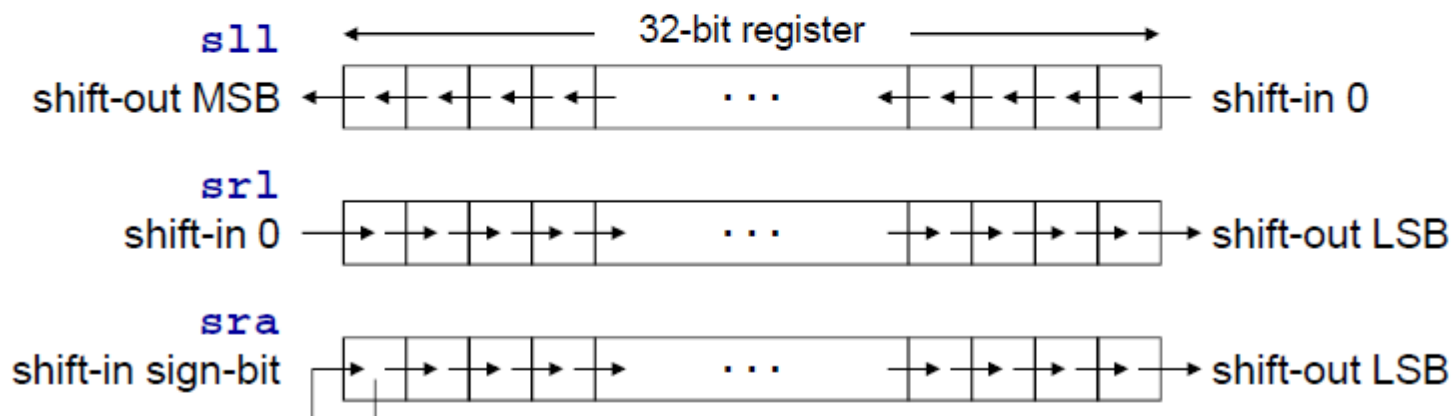 sll
32-bit register
shift-out MSB ... shift-in 0
srl
shift-in 0 ... shift-out LSB
sra
shift-in sign-bit ... shift-out LSB